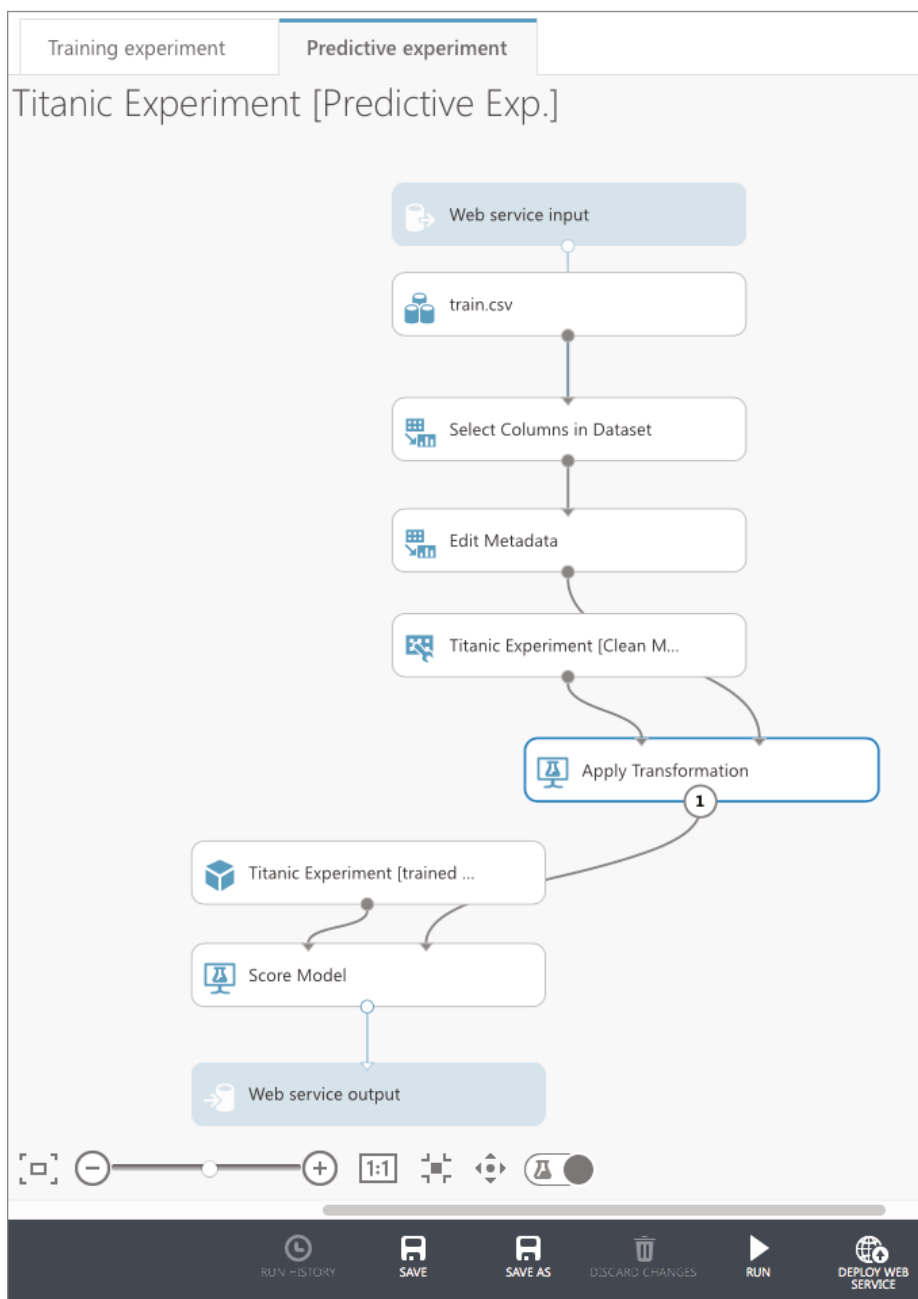 Training experiment
Predictive experiment
Titanic Experiment [Predictive Exp.]
Web service input
train.csv
Select Columns in Dataset
Edit Metadata
Titanic Experiment [Clean M...
Apply Transformation
1
Titanic Experiment [trained ...
Score Model
Web service output
1:1
RUN HISTORY
SAVE
SAVE AS
DISCARD CHANGES
RUN
DEPLOY WEB
SERVICE